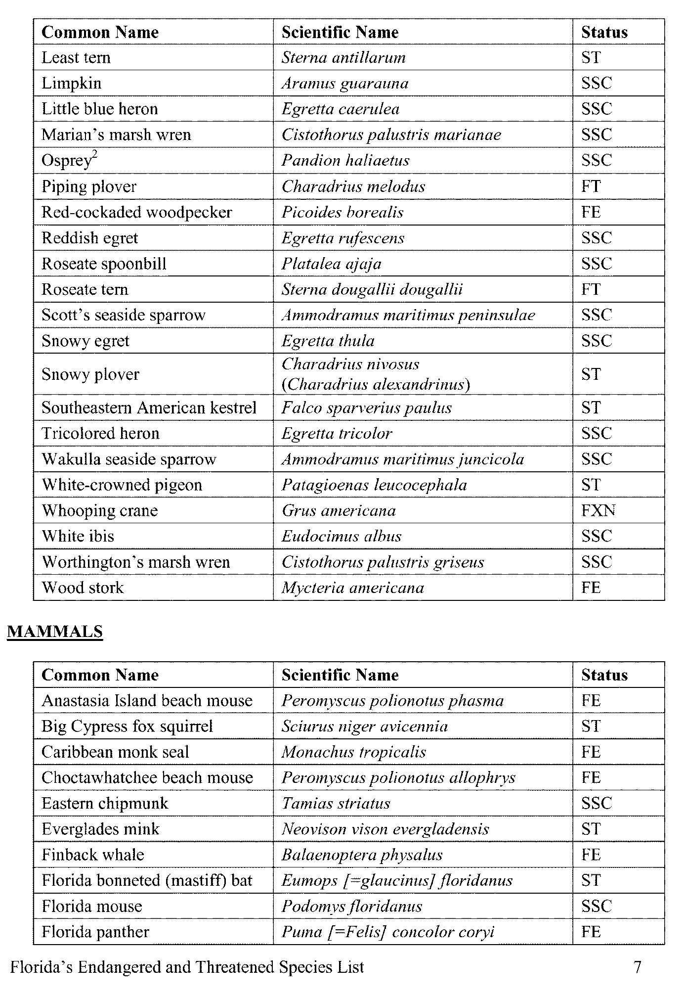 Common Name Scientific Name Status
Least tern Sterna antillarum ST
Limpkin Aramus guarauna SSC
Little blue heron Egretta caerulea SSC
Marian's marsh wren Cistothorus palustris marianae SSC
Osprey2 Pandion haliaetus SSC
Piping plover Charadrius melodus FT
Red-cockaded woodpecker Picoides borealis FE
Reddish egret Egretta rufescens SSC
Roseate spoonbill Platalea ajaja SSC
Roseate tern Sterna dougallii dougallii FT
Scott's seaside sparrow Ammodramus maritimus peninsulae SSC
Snowy egret Egretta thula SSC
Snowy plover Charadrius nivosus ST
(Charadrius alexandrinus)
Southeastern American kestrel Falco sparverius paulus ST
Tricolored heron Egretta tricolor SSC
Wakulla seaside sparrow Ammodramus maritimus juncicola SSC
White-crowned pigeon Patagioenas leucocephala ST
Whooping crane Grus americana FXN
White ibis Eudocimus albus SSC
Worthington's marsh wren Cistothorus palustris griseus SSC
Wood stork Mycteria americana FE
MAMMALS
Common Name Scientific Name Status
Anastasia Island beach mouse Peromyscus polionotus phasma FE
Big Cypress fox squirrel Sciurus niger avicennia ST
Caribbean monk seal Monachus tropicalis FE
Choctawhatchee beach mouse Peromyscus polionotus allophrys FE
Eastern chipmunk Tamias striatus SSC
Everglades mink Neovison vison evergladensis ST
Finback whale Balaenoptera physalus FE
Florida bonneted (mastiff) bat Eumops [=glaucinus] floridanus ST
Florida mouse Podomys floridanus SSC
Florida panther Puma [=Felis] concolor coryi FE
Florida's Endangered and Threatened Species List 7